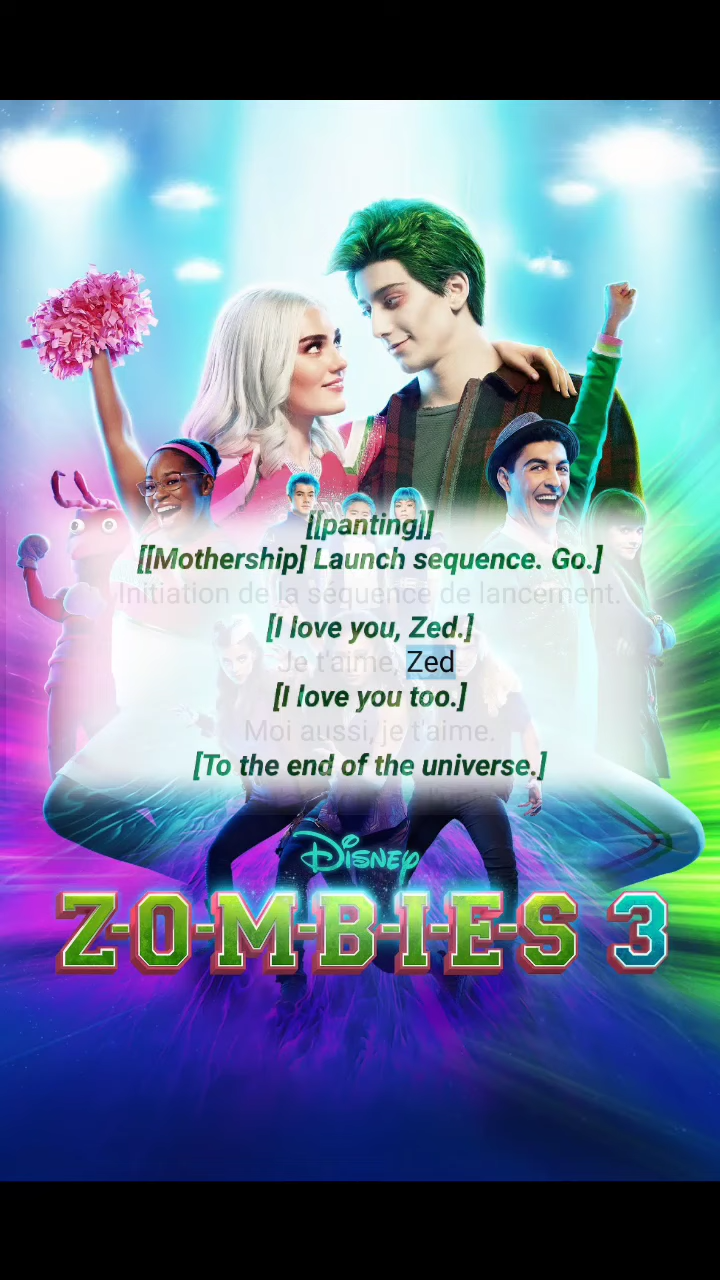 [[panting]]
[[Mothership] Launch sequence. Go.]
Initiation de la séquence de lancement.
[I love you, Zed.]
Je t'aime, Zed
[I love you too.]
Moi aussi, je t'aime.
[To the end of the universe.]
Disney
Z-O-M-B-I-E-S 3